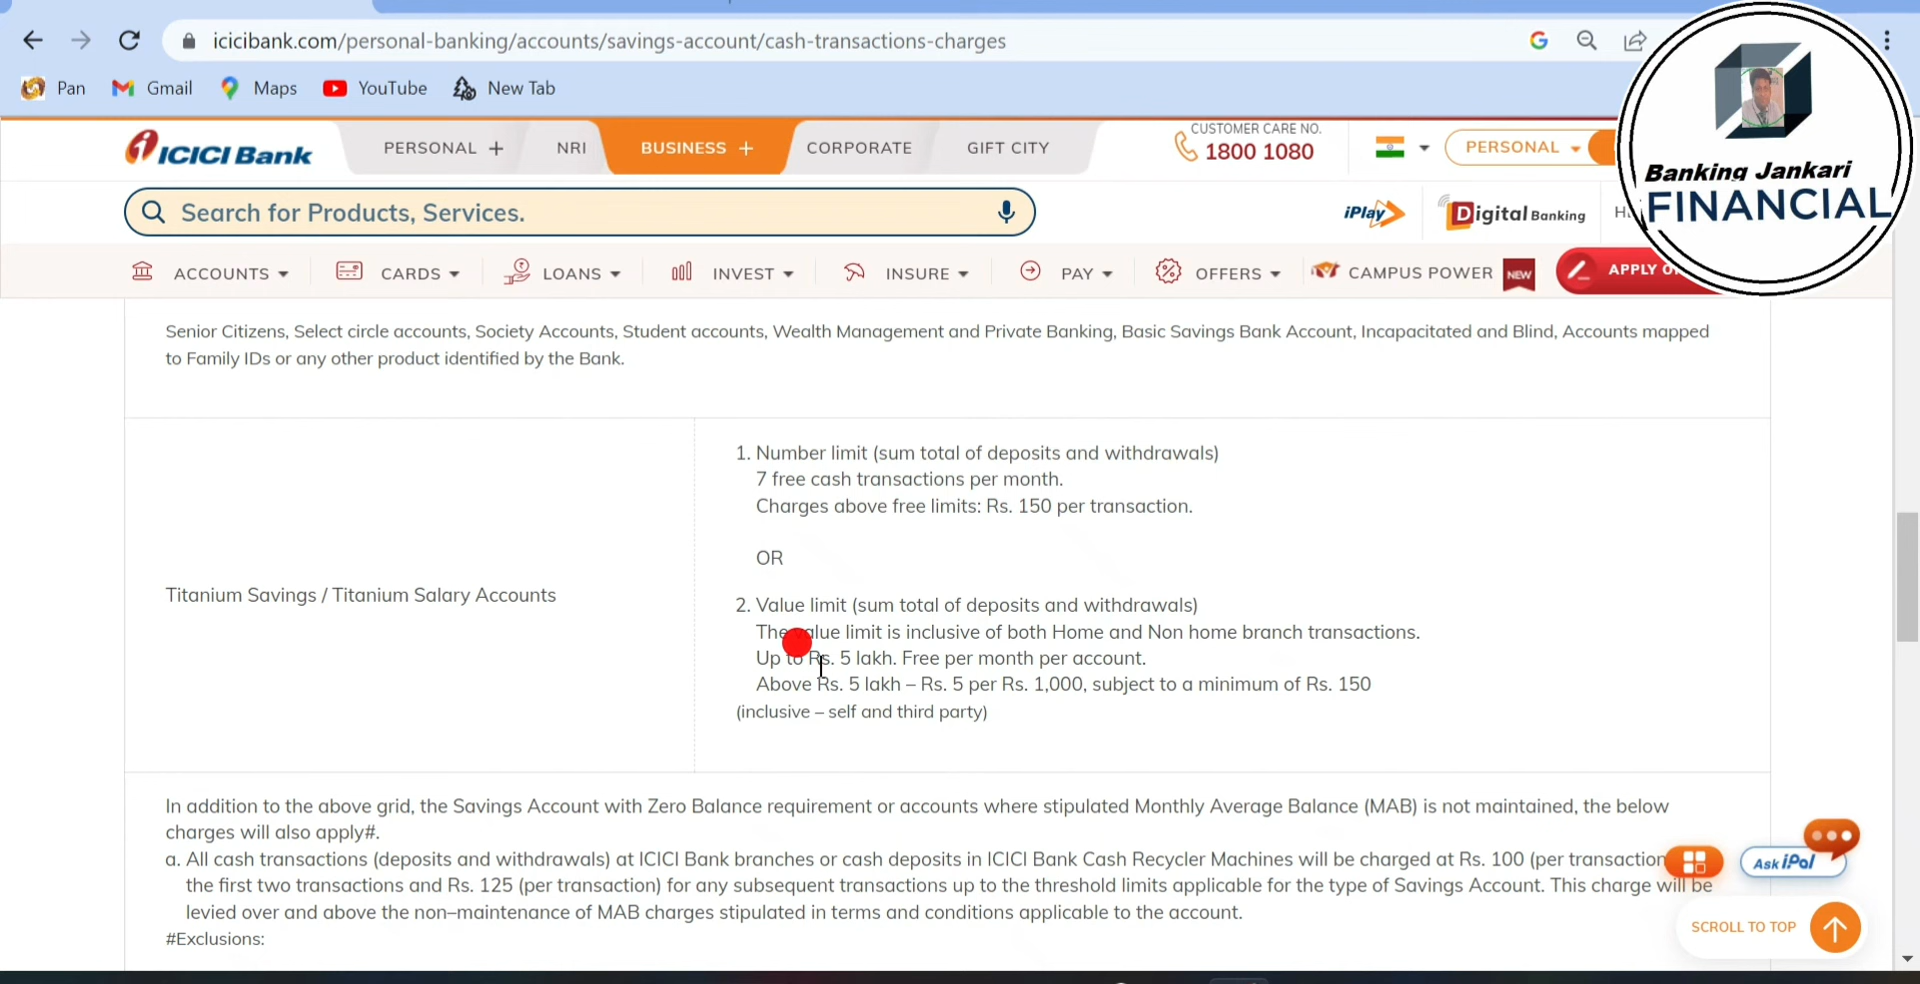 icicibank.com/personal-banking/accounts/savings-account/cash-transactions-charges
Pan Gmail Maps YouTube New Tab
ICICI Bank PERSONAL + NRI BUSINESS + CORPORATE GIFT CITY CUSTOMER CARE NO. 1800 1080 PERSONAL
Banking Jankari
FINANCIAL
Search for Products, Services. iPlay Digital Banking
ACCOUNTS CARDS LOANS INVEST INSURE PAY OFFERS CAMPUS POWER NEW APPLY
Senior Citizens, Select circle accounts, Society Accounts, Student accounts, Wealth Management and Private Banking, Basic Savings Bank Account, Incapacitated and Blind, Accounts mapped
to Family IDs or any other product identified by the Bank.
1. Number limit (sum total of deposits and withdrawals)
7 free cash transactions per month.
Charges above free limits: Rs. 150 per transaction.
OR
Titanium Savings / Titanium Salary Accounts
2. Value limit (sum total of deposits and withdrawals)
The value limit is inclusive of both Home and Non home branch transactions.
Up to Rs. 5 lakh. Free per month per account.
Above Rs. 5 lakh – Rs. 5 per Rs. 1,000, subject to a minimum of Rs. 150
(inclusive – self and third party)
In addition to the above grid, the Savings Account with Zero Balance requirement or accounts where stipulated Monthly Average Balance (MAB) is not maintained, the below
charges will also apply#.
a. All cash transactions (deposits and withdrawals) at ICICI Bank branches or cash deposits in ICICI Bank Cash Recycler Machines will be charged at Rs. 100 (per transaction
the first two transactions and Rs. 125 (per transaction) for any subsequent transactions up to the threshold limits applicable for the type of Savings Account. This charge will be
levied over and above the non–maintenance of MAB charges stipulated in terms and conditions applicable to the account.
#Exclusions:
Ask iPal
SCROLL TO TOP